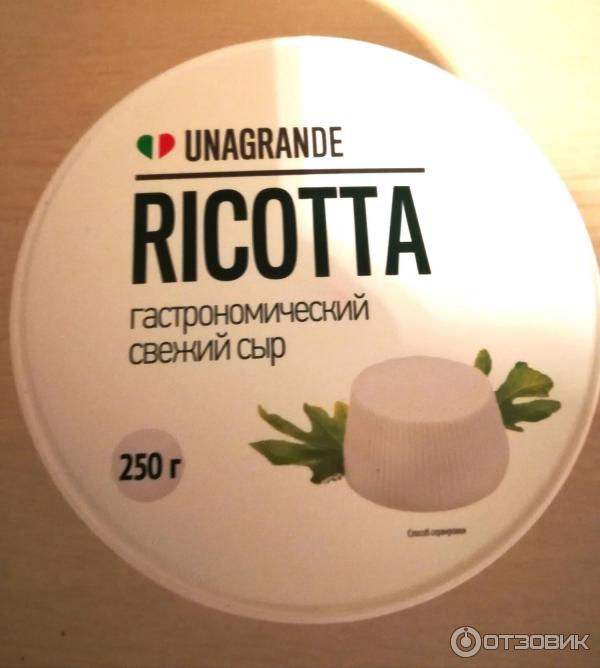 UNAGRANDE
RICOTTA
гастрономический
свежий сыр
250 г
Способ сервировки
ОТЗОВИК